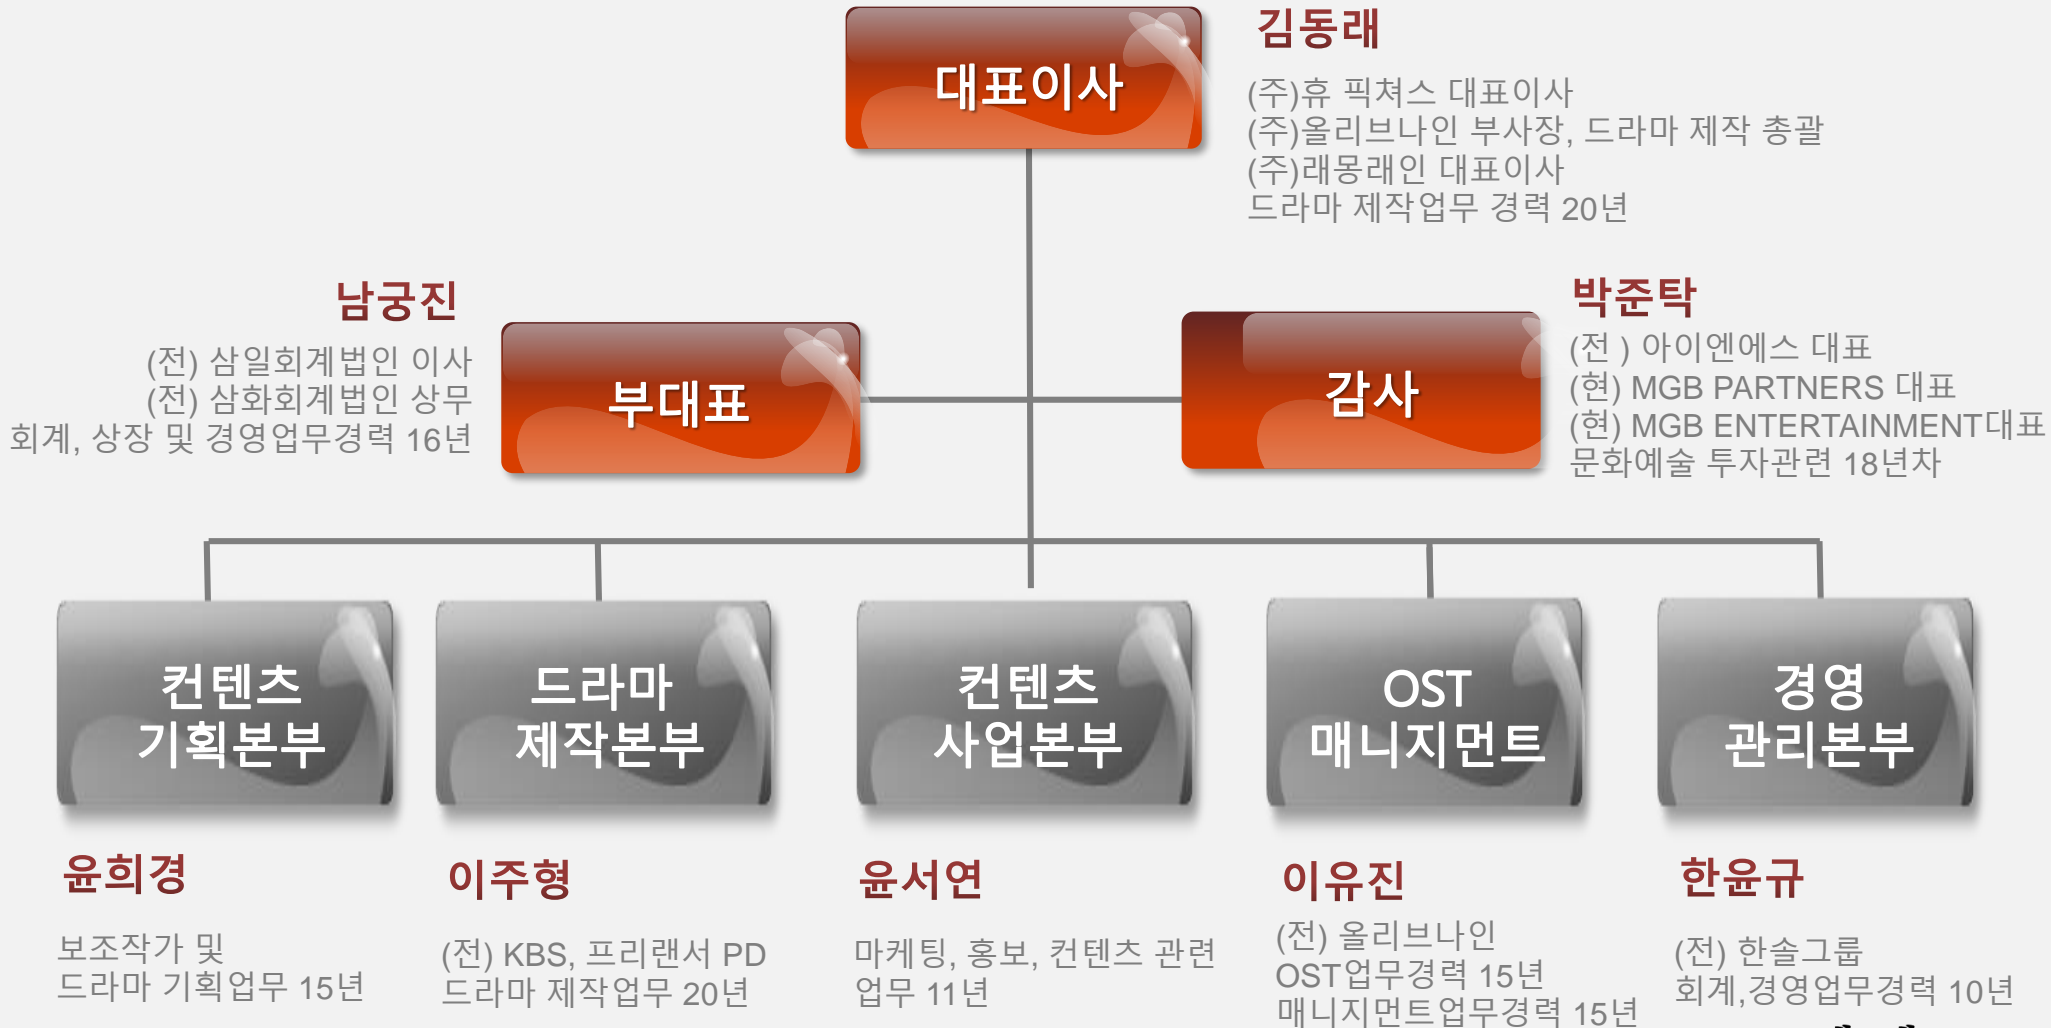 대표이사
김동래
(주)휴 픽쳐스 대표이사
(주)올리브나인 부사장, 드라마 제작 총괄
(주)래몽래인 대표이사
드라마 제작업무 경력 20년
남궁진
(전) 삼일회계법인 이사
(전) 삼화회계법인 상무
회계, 상장 및 경영업무경력 16년
부대표
감사
박준탁
(전 ) 아이엔에스 대표
(현) MGB PARTNERS 대표
(현) MGB ENTERTAINMENT대표
문화예술 투자관련 18년차
컨텐츠
기획본부
윤희경
보조작가 및
드라마 기획업무 15년
드라마
제작본부
이주형
(전) KBS, 프리랜서 PD
드라마 제작업무 20년
컨텐츠
사업본부
윤서연
마케팅, 홍보, 컨텐츠 관련
업무 11년
OST
매니지먼트
이유진
(전) 올리브나인
OST업무경력 15년
매니지먼트업무경력 15년
경영
관리본부
한윤규
(전) 한솔그룹
회계,경영업무경력 10년